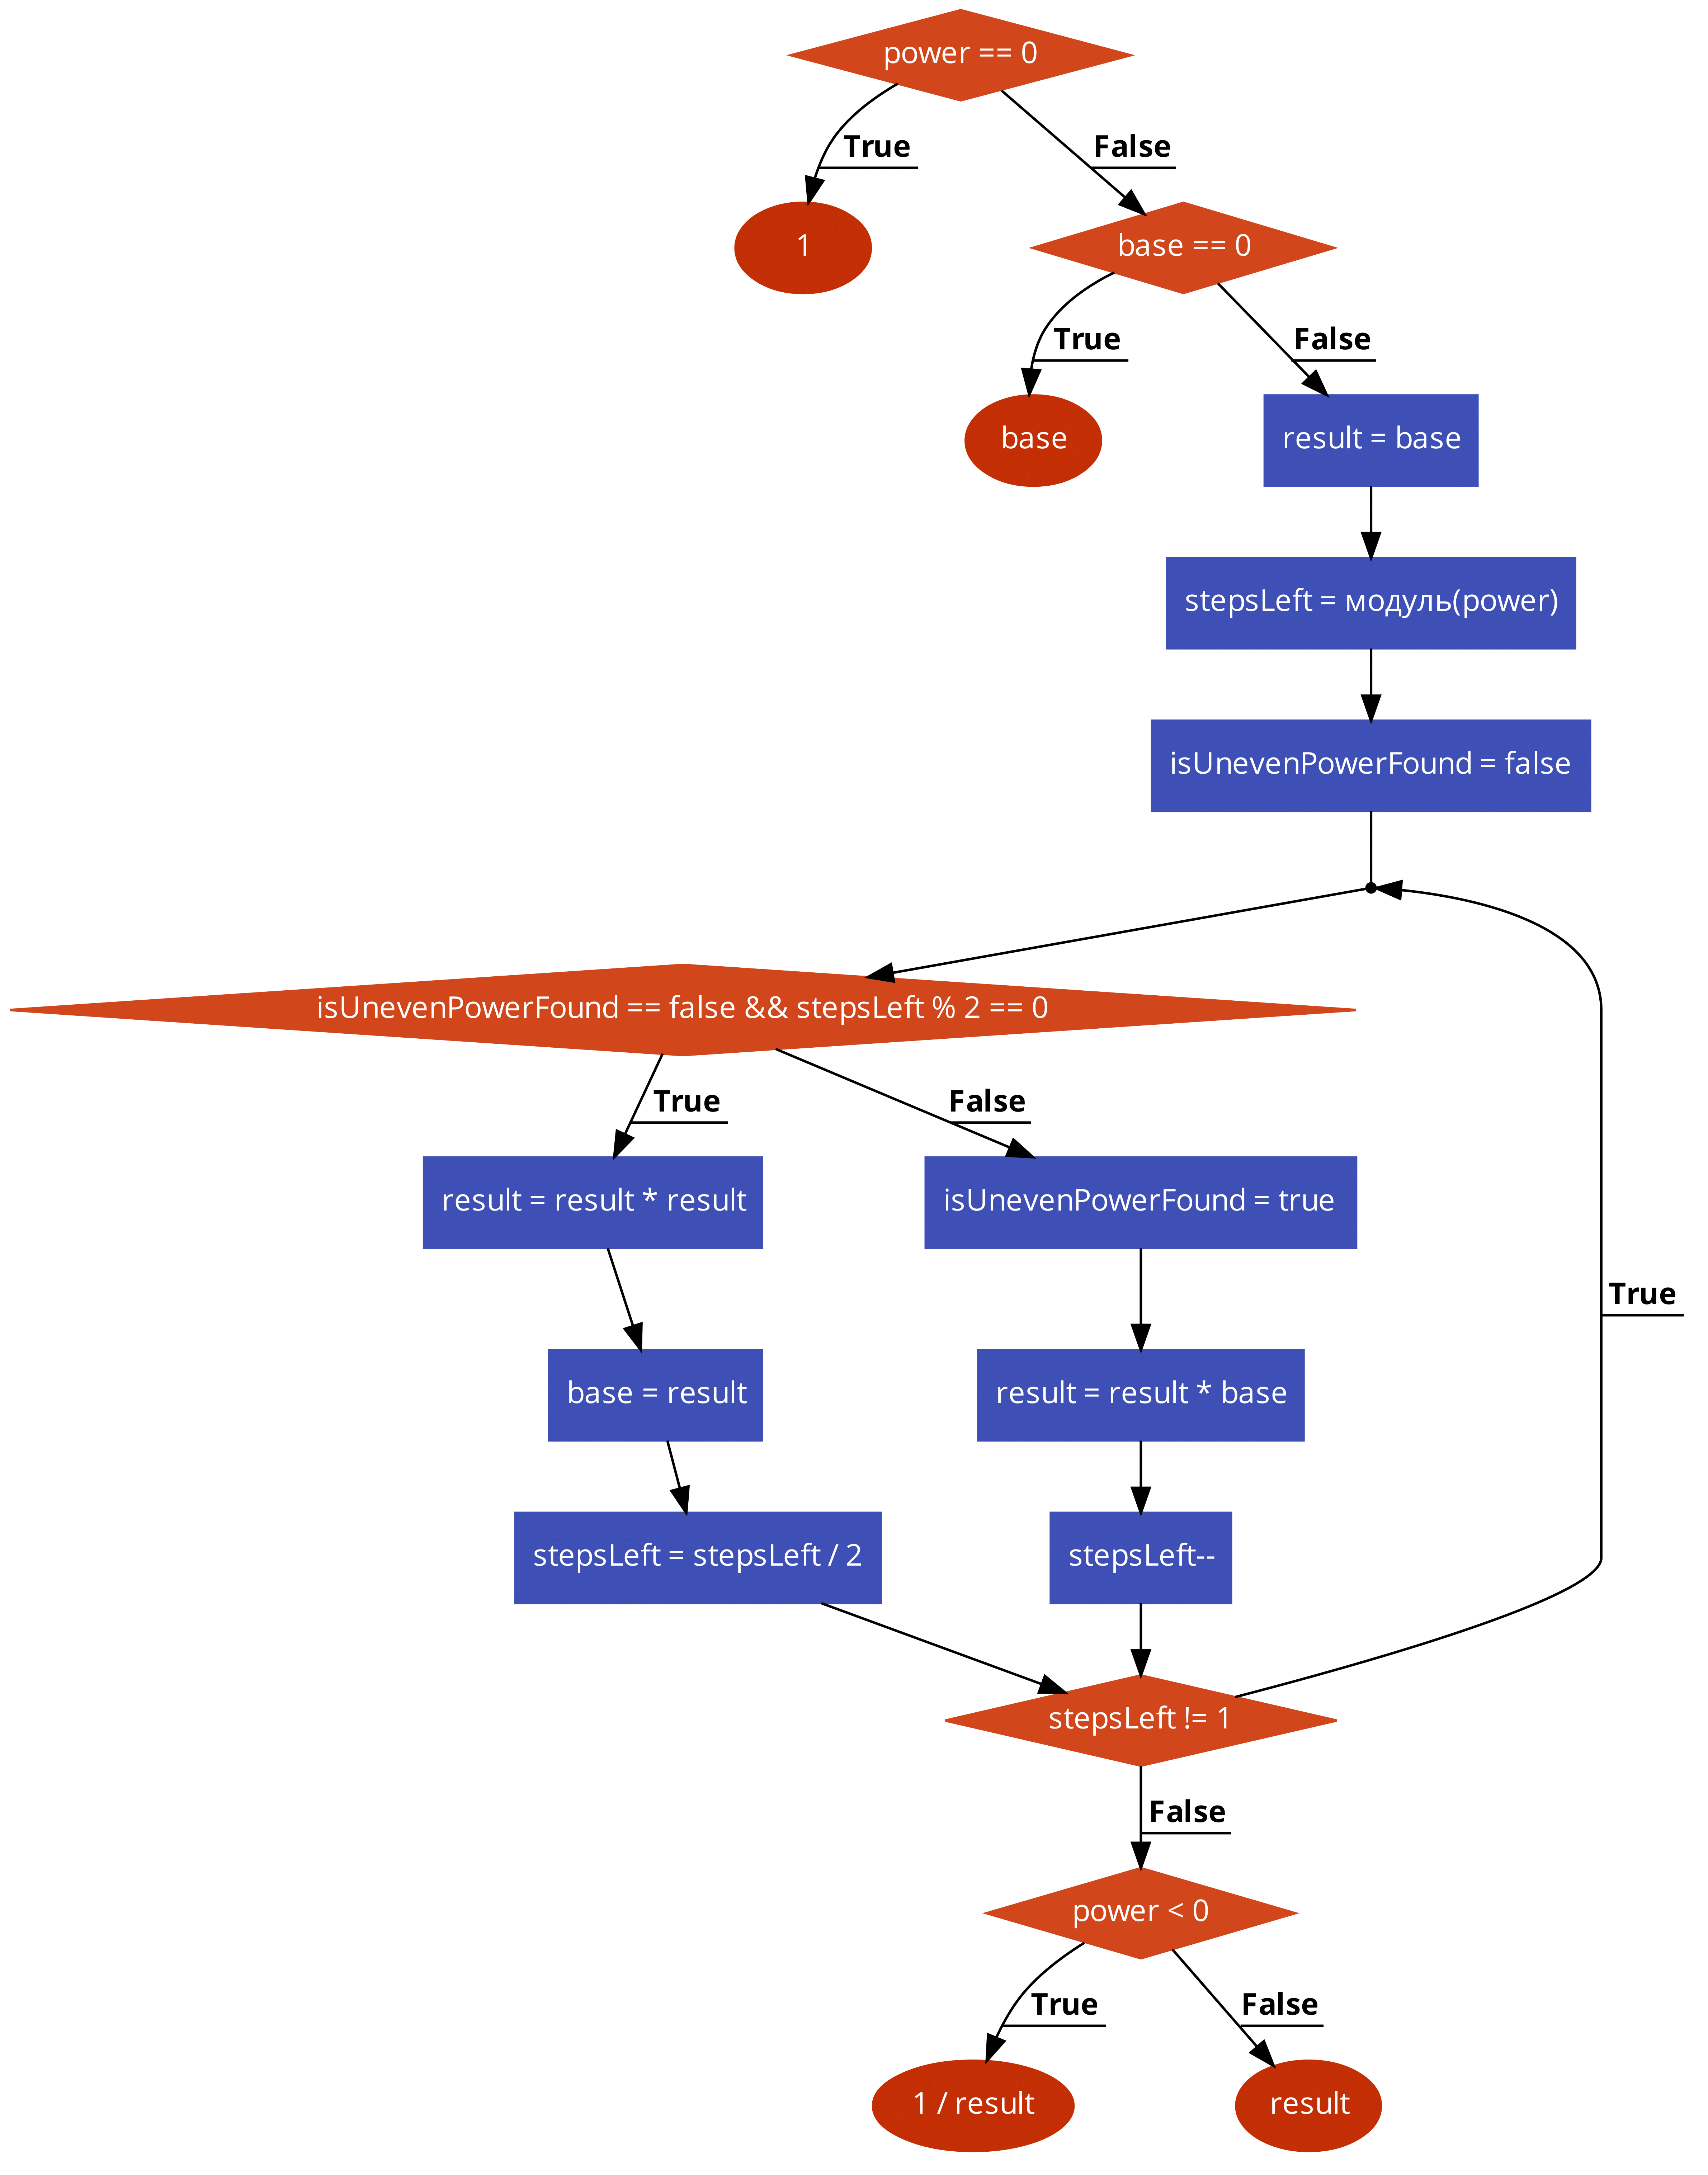 power == 0
True
False
1
base == 0
True
False
base
result = base
stepsLeft = модуль(power)
isUnevenPowerFound = false
isUnevenPowerFound == false && stepsLeft % 2 == 0
True
False
result = result * result
isUnevenPowerFound = true
True
base = result
result = result * base
stepsLeft = stepsLeft / 2
stepsLeft--
stepsLeft != 1
False
power < 0
True
False
1 / result
result